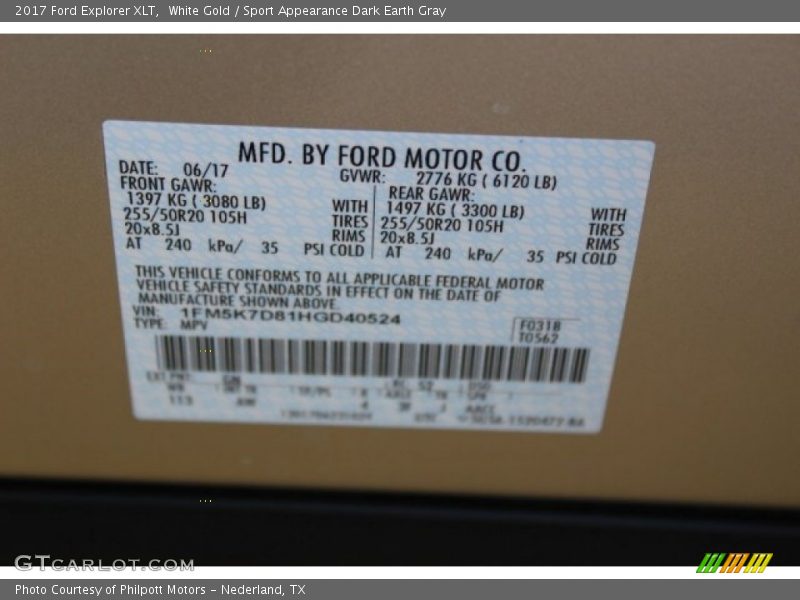 2017 Ford Explorer XLT, White Gold / Sport Appearance Dark Earth Gray
MFD. BY FORD MOTOR CO.
DATE: 06/17 GVWR: 2776 KG ( 6120 LB)
FRONT GAWR: REAR GAWR:
1397 KG ( 3080 LB) WITH 1497 KG ( 3300 LB) WITH
255/50R20 105H TIRES 255/50R20 105H TIRES
20x8.5J RIMS 20x8.5J RIMS
AT 240 kPa/ 35 PSI COLD AT 240 kPa/ 35 PSI COLD
THIS VEHICLE CONFORMS TO ALL APPLICABLE FEDERAL MOTOR
VEHICLE SAFETY STANDARDS IN EFFECT ON THE DATE OF
MANUFACTURE SHOWN ABOVE.
VIN: 1FM5K7D81HGD40524
TYPE: MPV
F0318
T0562
EXT PNT:
52
113
GTCARLOT.COM
Photo Courtesy of Philpott Motors - Nederland, TX